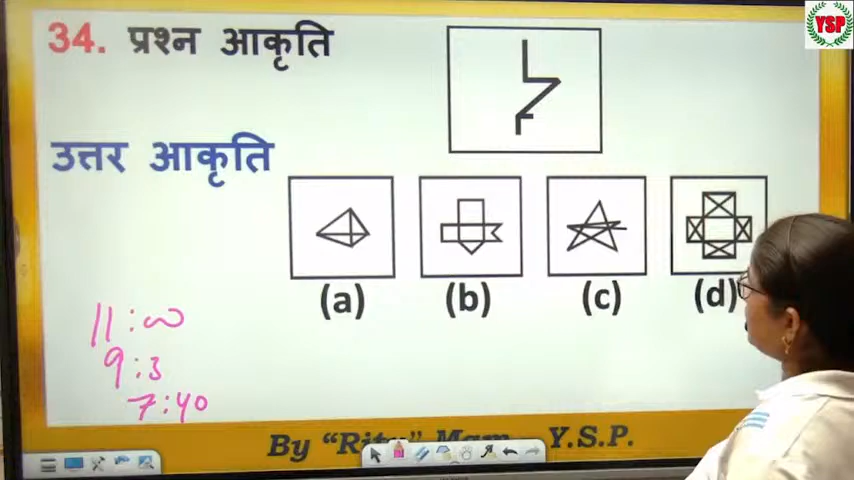 YSP
34. प्रश्न आकृति
उत्तर आकृति
(a) (b) (c) (d)
11:00
9:3
7:40
By "Ritu" Mam Y.S.P.